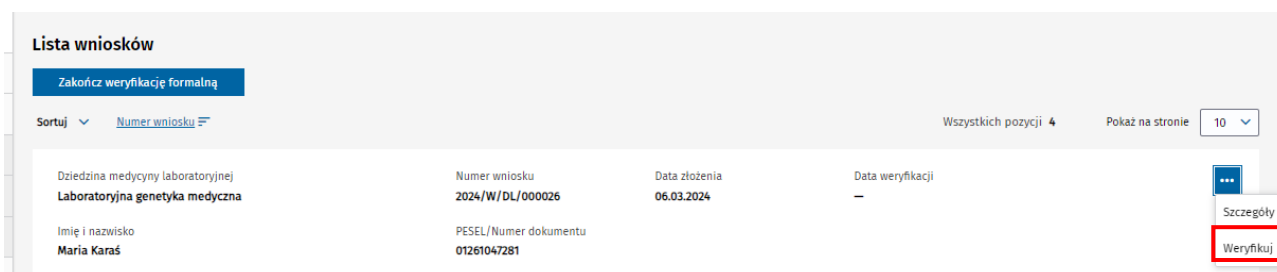 Lista wniosków
Zakończ weryfikację formalną
Sortuj Numer wniosku Wszystkich pozycji 4 Pokaż na stronie 10
Dziedzina medycyny laboratoryjnej Numer wniosku Data złożenia Data weryfikacji
Laboratoryjna genetyka medyczna 2024/W/DL/000026 06.03.2024 —
Szczegóły
Imię i nazwisko PESEL/Numer dokumentu
Maria Karaś 01261047281 Weryfikuj